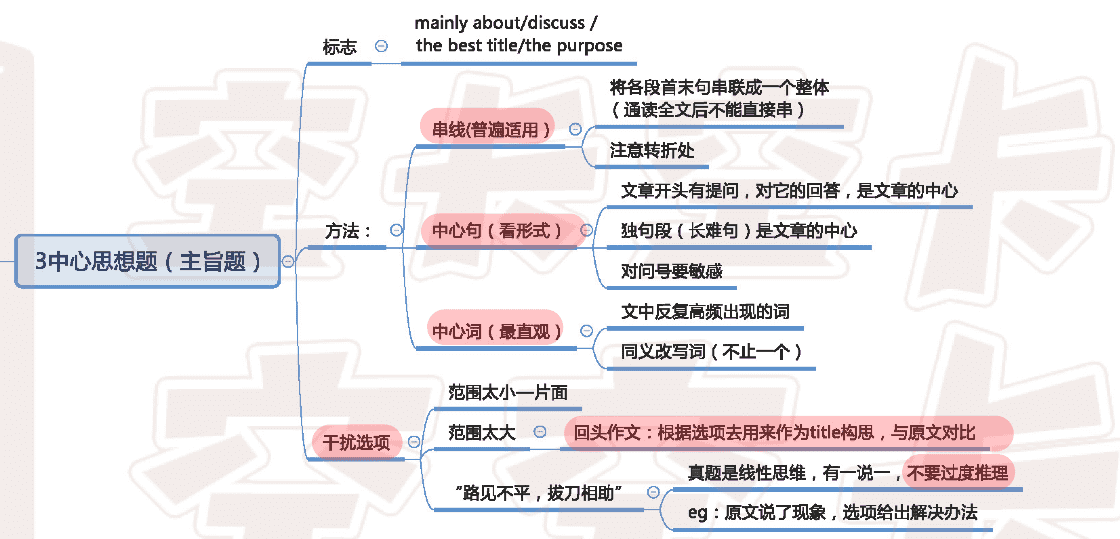 3中心思想题（主旨题）
标志
mainly about/discuss /
the best title/the purpose
方法：
串线(普遍适用）
将各段首末句串联成一个整体
（通读全文后不能直接串）
注意转折处
中心句（看形式）
文章开头有提问，对它的回答，是文章的中心
独句段（长难句）是文章的中心
对问号要敏感
中心词（最直观）
文中反复高频出现的词
同义改写词（不止一个）
干扰选项
范围太小—片面
范围太大
回头作文：根据选项去用来作为title构思，与原文对比
“路见不平，拔刀相助”
真题是线性思维，有一说一，不要过度推理
eg：原文说了现象，选项给出解决办法